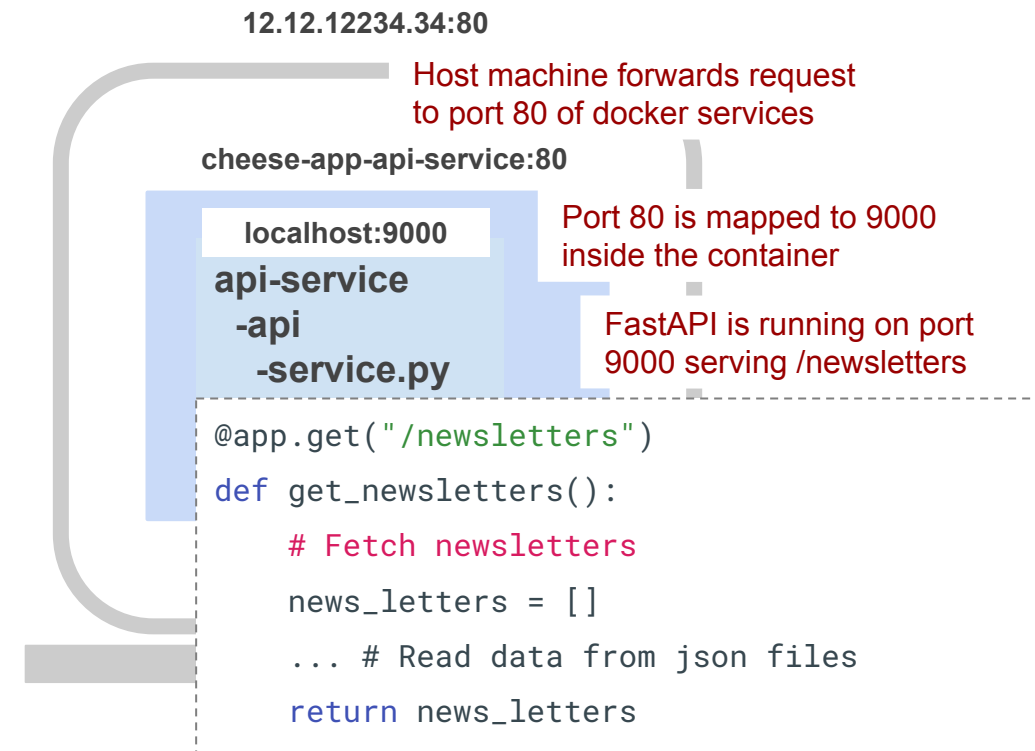 12.12.12234.34:80
Host machine forwards request
to port 80 of docker services
cheese-app-api-service:80
Port 80 is mapped to 9000
inside the container
localhost:9000
api-service
-api
-service.py
FastAPI is running on port
9000 serving /newsletters
@app.get("/newsletters")
def get_newsletters():
    # Fetch newsletters
    news_letters = []
    ... # Read data from json files
    return news_letters